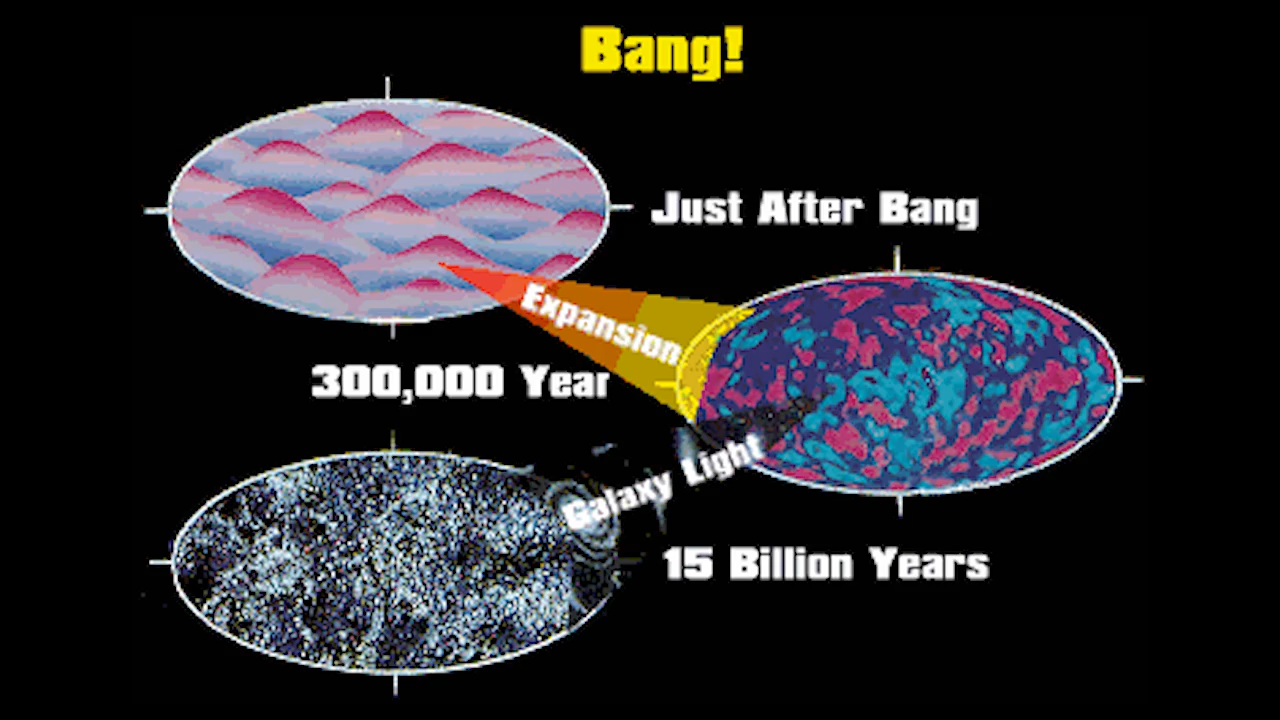 Bang!
Just After Bang
Expansion
300,000 Year
Galaxy Light
15 Billion Years